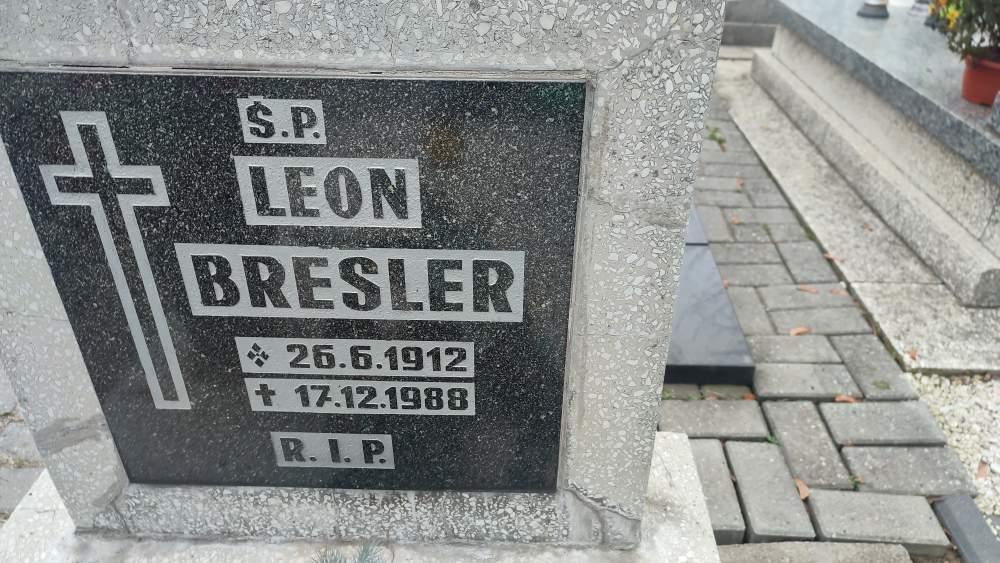 Ś.P.
LEON
BRESLER
26.6.1912
✝ 17.12.1988
R. I. P.